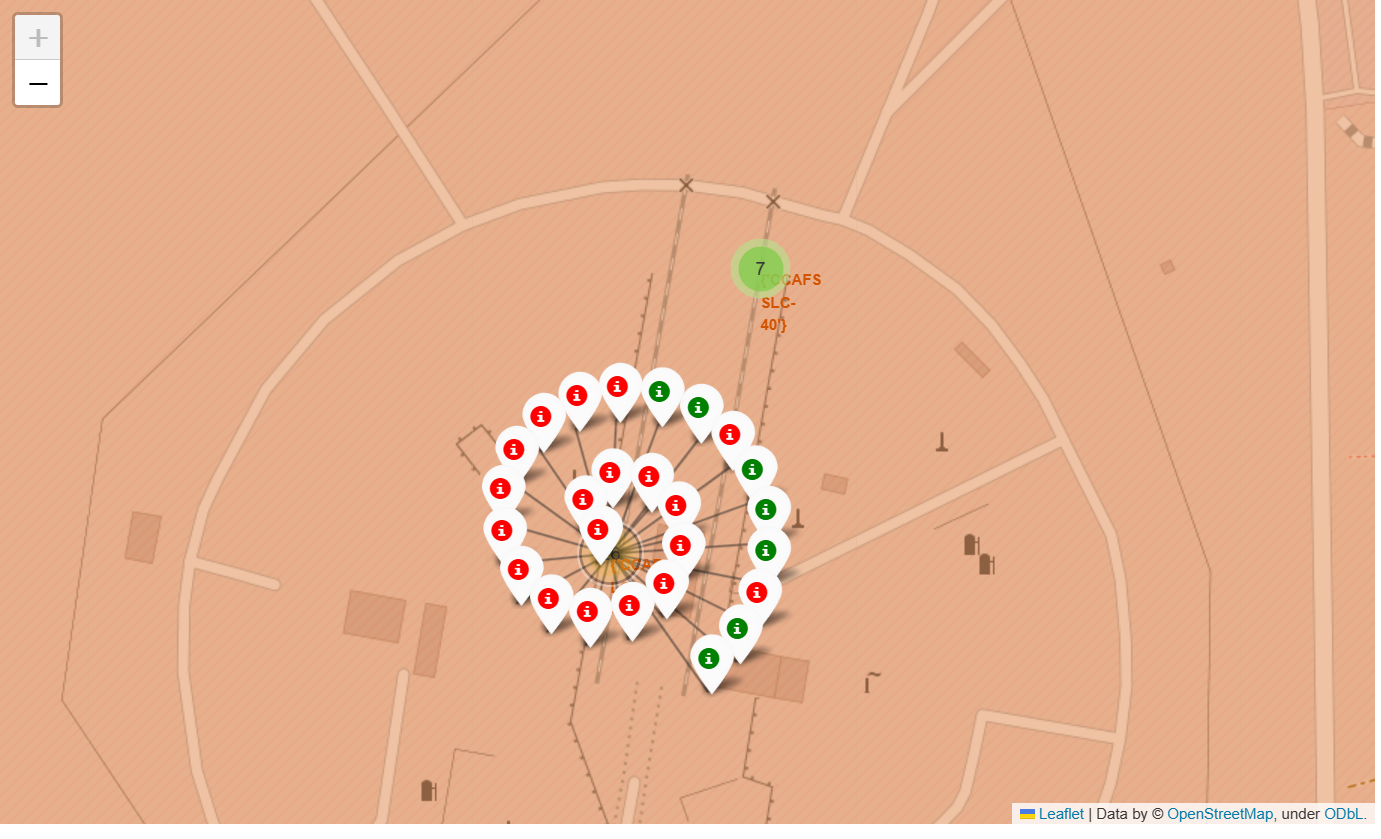 +
−
7
{'CCAFS
SLC-
40'}
Leaflet | Data by © OpenStreetMap, under ODbL.